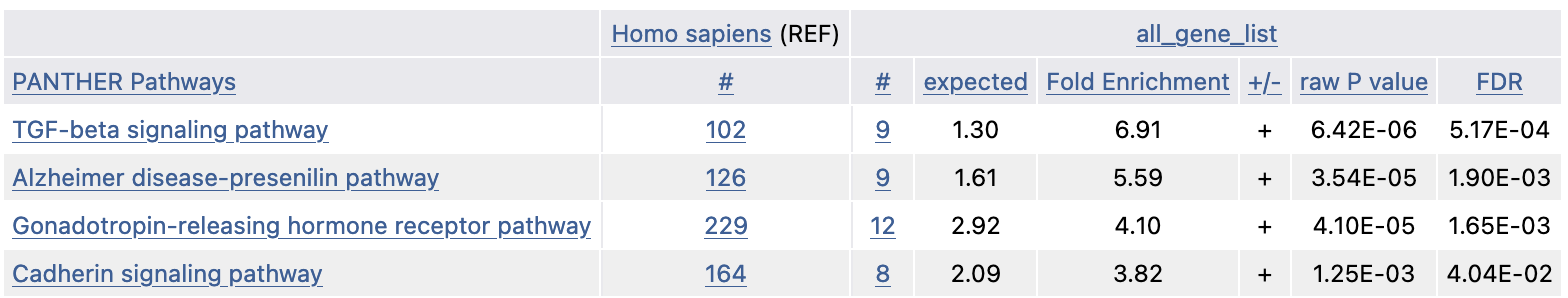 Homo sapiens (REF) all_gene_list
PANTHER Pathways # # expected Fold Enrichment +/- raw P value FDR
TGF-beta signaling pathway 102 9 1.30 6.91 + 6.42E-06 5.17E-04
Alzheimer disease-presenilin pathway 126 9 1.61 5.59 + 3.54E-05 1.90E-03
Gonadotropin-releasing hormone receptor pathway 229 12 2.92 4.10 + 4.10E-05 1.65E-03
Cadherin signaling pathway 164 8 2.09 3.82 + 1.25E-03 4.04E-02